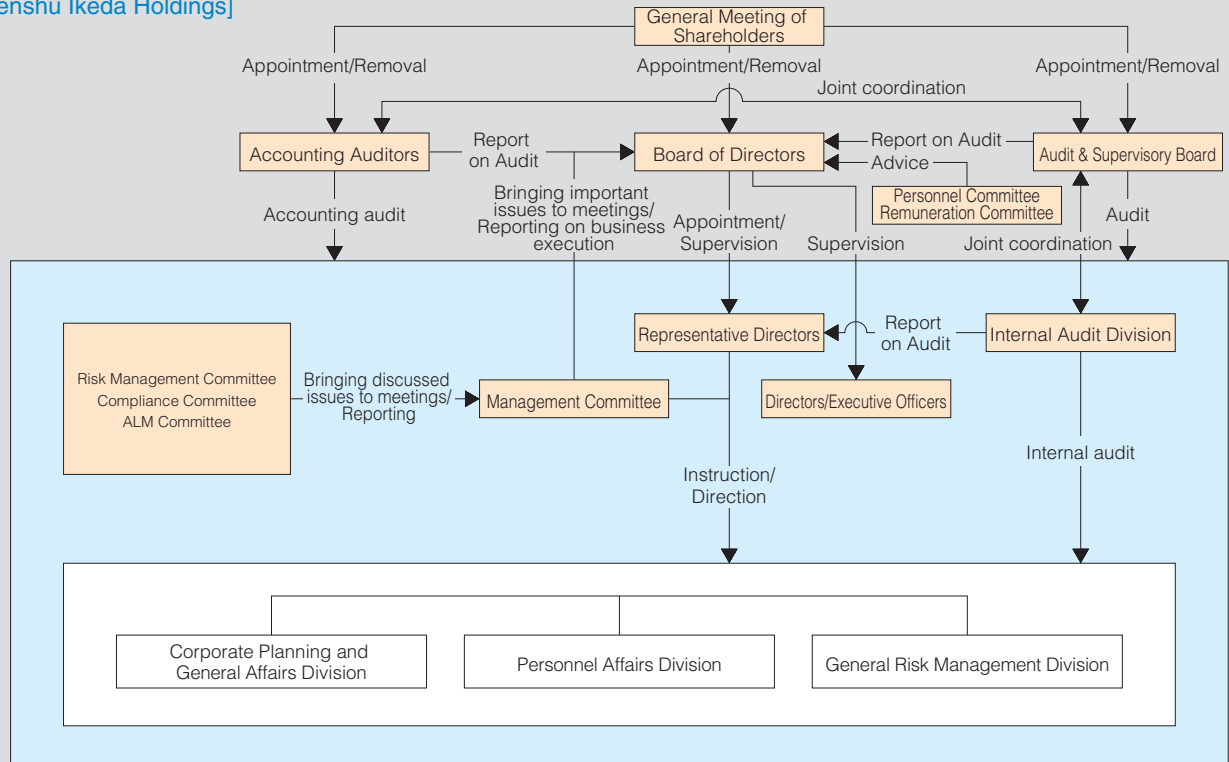 enshu Ikeda Holdings]
General Meeting of
Shareholders
Appointment/Removal
Appointment/Removal
Appointment/Removal
Joint coordination
Accounting Auditors
Report
on Audit
Board of Directors
Report on Audit
Advice
Audit & Supervisory Board
Personnel Committee
Remuneration Committee
Accounting audit
Bringing important
issues to meetings/
Reporting on business
execution
Appointment/
Supervision
Supervision
Joint coordination
Audit
Representative Directors
Report
on Audit
Internal Audit Division
Risk Management Committee
Compliance Committee
ALM Committee
Bringing discussed
issues to meetings/
Reporting
Management Committee
Directors/Executive Officers
Instruction/
Direction
Internal audit
Corporate Planning and
General Affairs Division
Personnel Affairs Division
General Risk Management Division